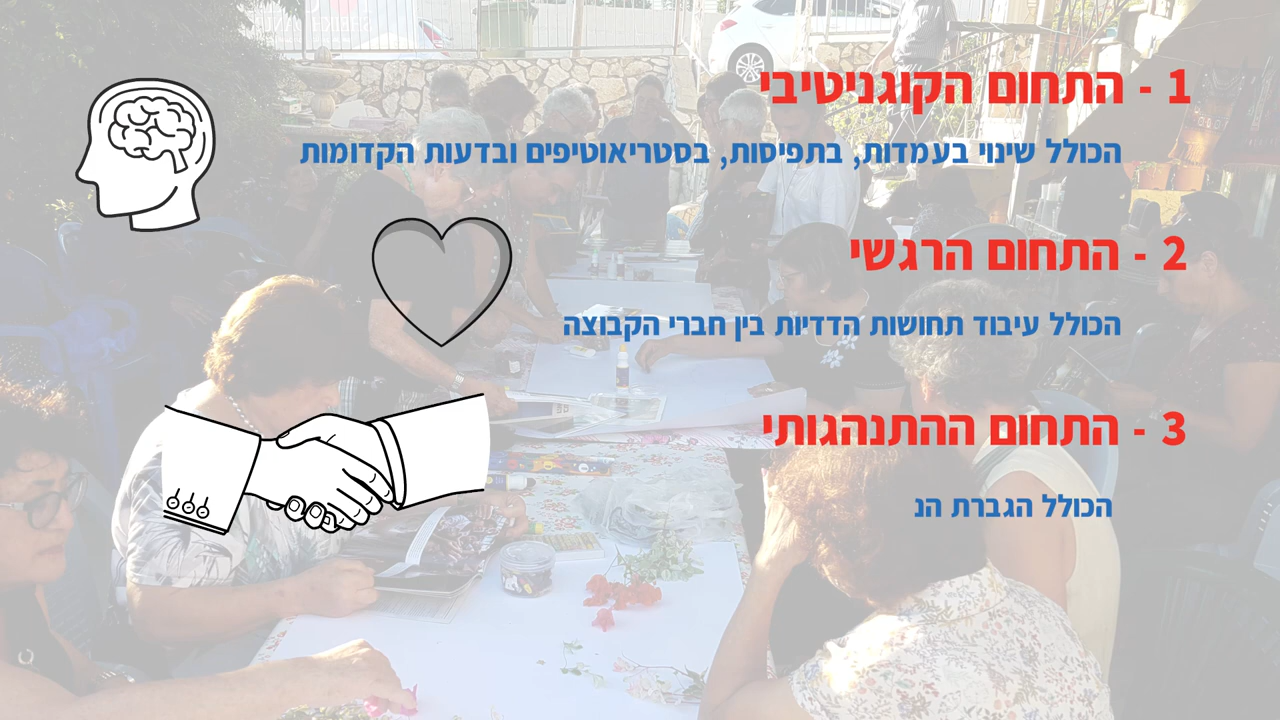 1 - התחום הקוגניטיבי
הכולל שינוי בעמדות, בתפיסות, בסטריאוטיפים ובדעות הקדומות
2 - התחום הרגשי
הכולל עיבוד תחושות הדדיות בין חברי הקבוצה
3 - התחום ההתנהגותי
הכולל הגברת הנ